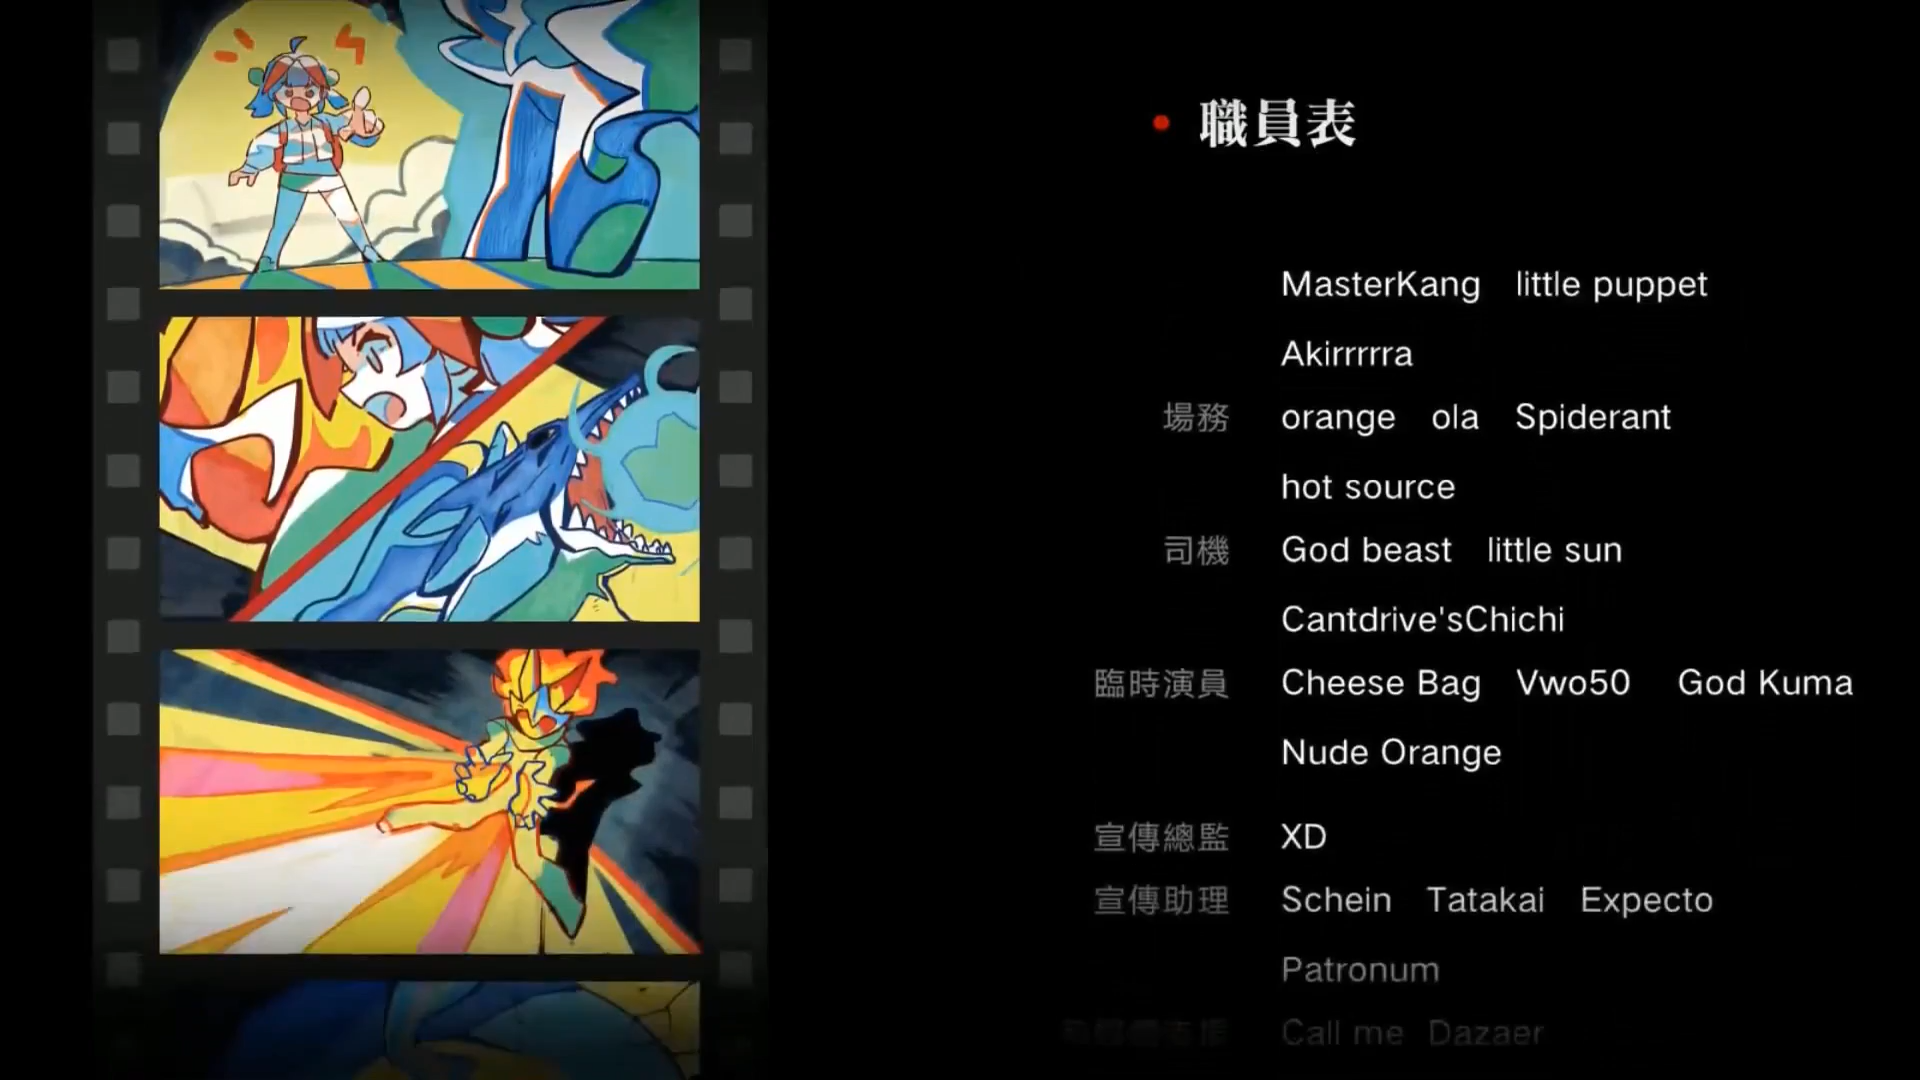 職員表
MasterKang little puppet
Akirrrrra
場務 orange ola Spiderant
hot source
司機 God beast little sun
Cantdrive'sChichi
臨時演員 Cheese Bag Vwo50 God Kuma
Nude Orange
宣傳總監 XD
宣傳助理 Schein Tatakai Expecto
Patronum
Call me Dazaer